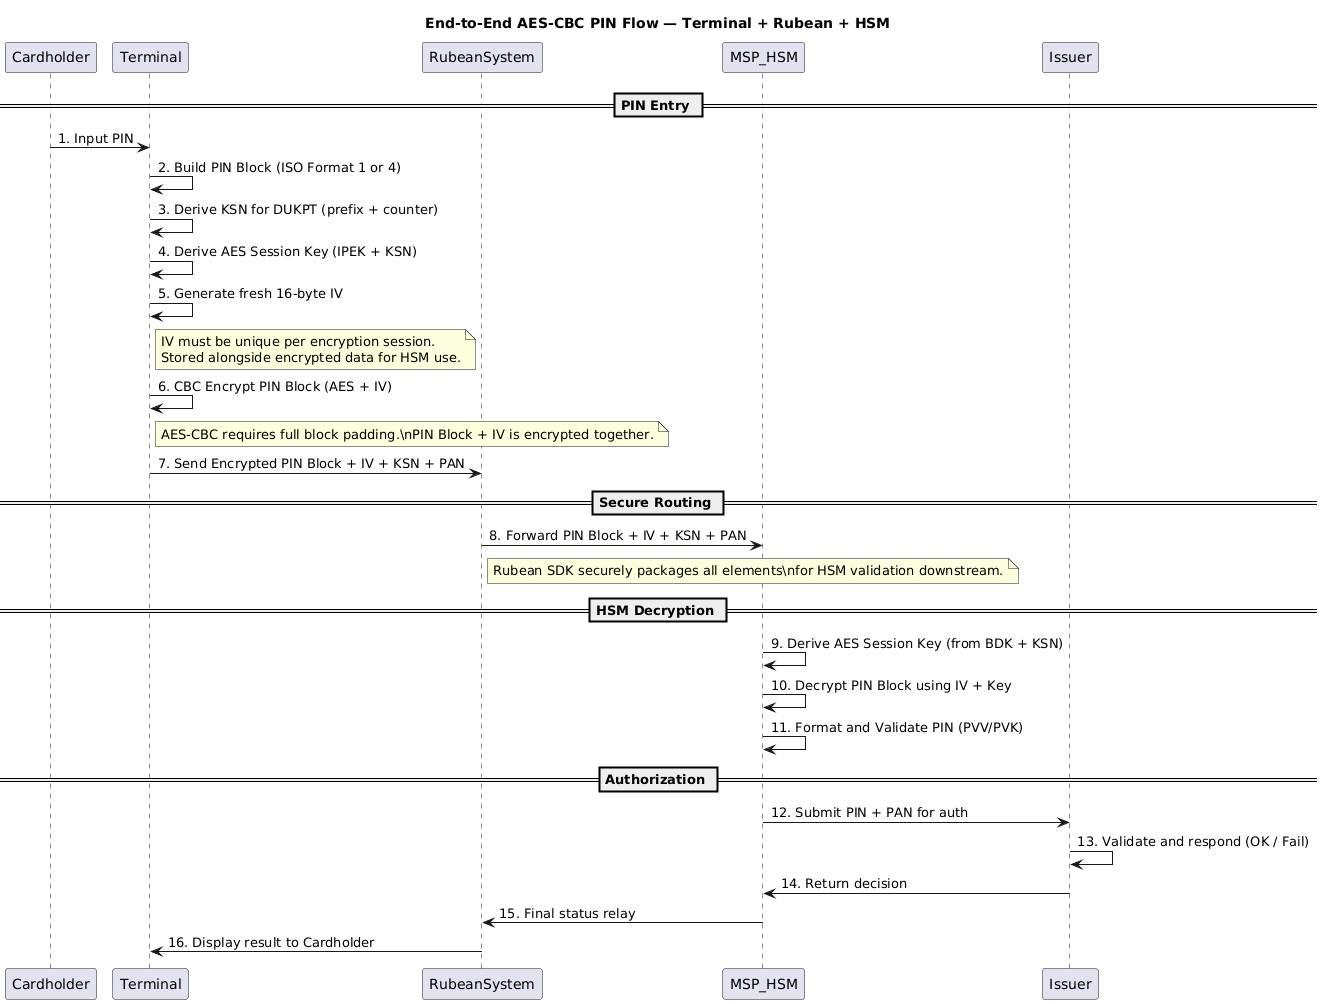 End-to-End AES-CBC PIN Flow — Terminal + Rubean + HSM
Cardholder
Terminal
RubeanSystem
MSP_HSM
Issuer
PIN Entry
1. Input PIN
2. Build PIN Block (ISO Format 1 or 4)
3. Derive KSN for DUKPT (prefix + counter)
4. Derive AES Session Key (IPEK + KSN)
5. Generate fresh 16-byte IV
IV must be unique per encryption session.
Stored alongside encrypted data for HSM use.
6. CBC Encrypt PIN Block (AES + IV)
AES-CBC requires full block padding.\nPIN Block + IV is encrypted together.
7. Send Encrypted PIN Block + IV + KSN + PAN
Secure Routing
8. Forward PIN Block + IV + KSN + PAN
Rubean SDK securely packages all elements\nfor HSM validation downstream.
HSM Decryption
9. Derive AES Session Key (from BDK + KSN)
10. Decrypt PIN Block using IV + Key
11. Format and Validate PIN (PVV/PVK)
Authorization
12. Submit PIN + PAN for auth
13. Validate and respond (OK / Fail)
14. Return decision
15. Final status relay
16. Display result to Cardholder
Cardholder
Terminal
RubeanSystem
MSP_HSM
Issuer